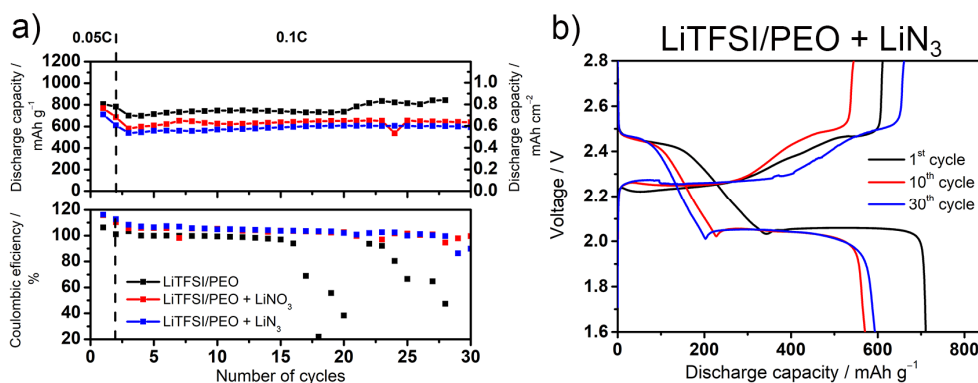 a)
0.05C
0.1C
1200
1000
800
600
400
200
0
Discharge capacity /
mAh g⁻¹
1.0
0.8
0.6
0.4
0.2
0.0
Discharge capacity /
mAh cm⁻²
120
100
80
60
40
20
Coulombic eficiency /
%
LiTFSI/PEO
LiTFSI/PEO + LiNO₃
LiTFSI/PEO + LiN₃
0 5 10 15 20 25 30
Number of cycles
b)
LiTFSI/PEO + LiN₃
2.8
2.6
2.4
2.2
2.0
1.8
1.6
Voltage / V
1ˢᵗ cycle
10ᵗʰ cycle
30ᵗʰ cycle
0 200 400 600 800
Discharge capacity / mAh g⁻¹